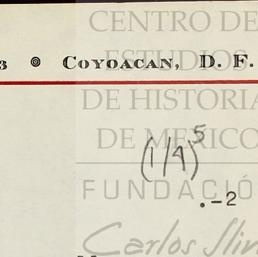 CENTRO DE
ESTUDIOS
3 ⊚ COYOACAN, D. F.
DE HISTORIA
DE MEXICO
(1/4)5
FUNDACIÓ
.-2
Carlos Slim